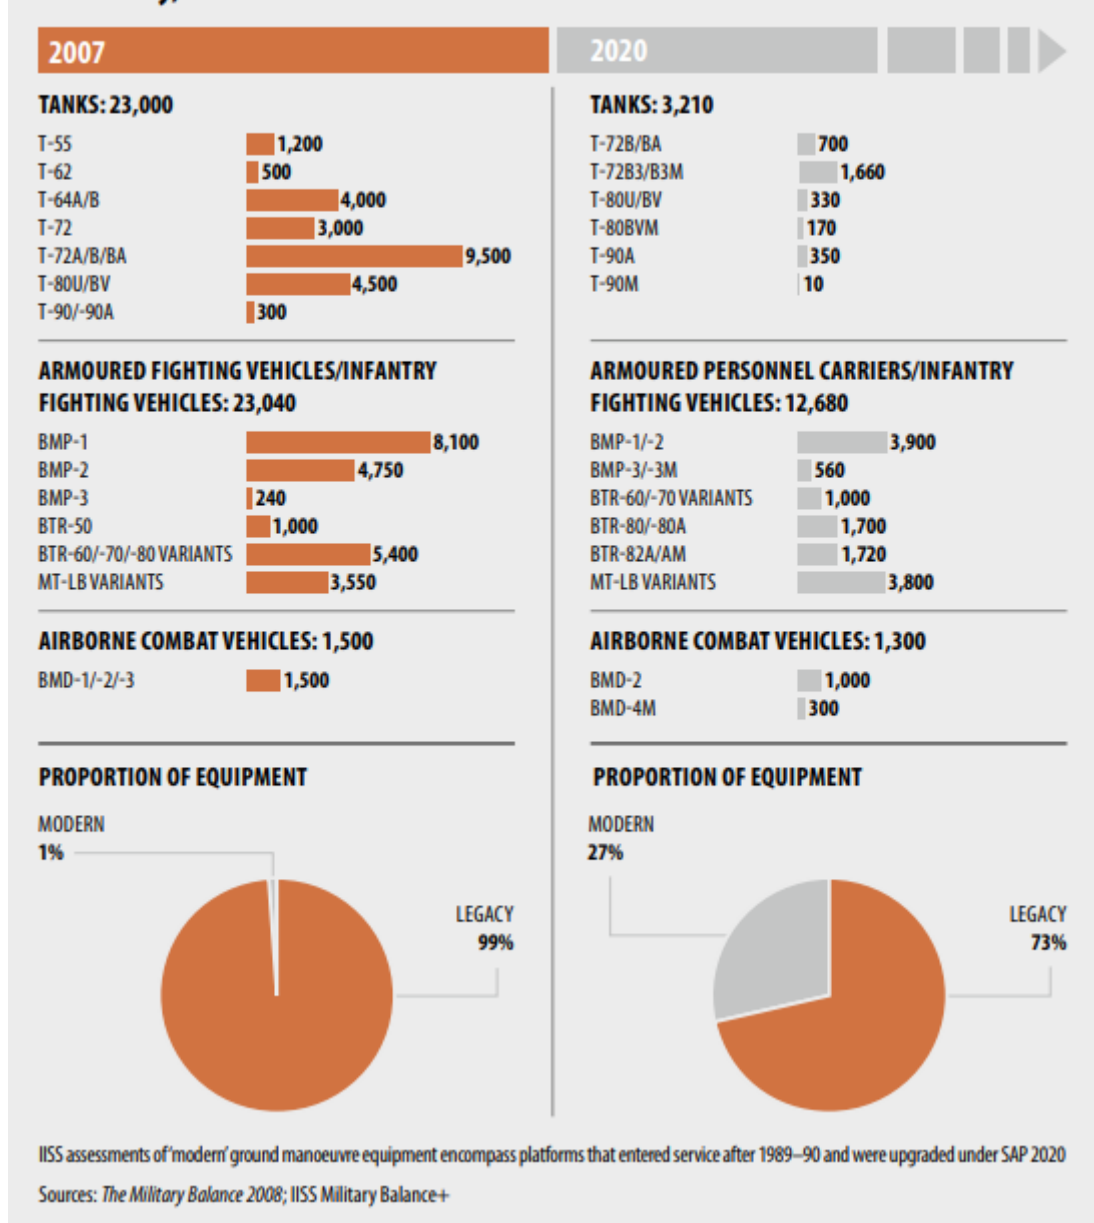 2007
TANKS: 23,000
T-55 1,200
T-62 500
T-64A/B 4,000
T-72 3,000
T-72A/B/BA 9,500
T-80U/BV 4,500
T-90/-90A 300
ARMOURED FIGHTING VEHICLES/INFANTRY
FIGHTING VEHICLES: 23,040
BMP-1 8,100
BMP-2 4,750
BMP-3 240
BTR-50 1,000
BTR-60/-70/-80 VARIANTS 5,400
MT-LB VARIANTS 3,550
AIRBORNE COMBAT VEHICLES: 1,500
BMD-1/-2/-3 1,500
PROPORTION OF EQUIPMENT
MODERN
1%
LEGACY
99%
2020
TANKS: 3,210
T-72B/BA 700
T-72B3/B3M 1,660
T-80U/BV 330
T-80BVM 170
T-90A 350
T-90M 10
ARMOURED PERSONNEL CARRIERS/INFANTRY
FIGHTING VEHICLES: 12,680
BMP-1/-2 3,900
BMP-3/-3M 560
BTR-60/-70 VARIANTS 1,000
BTR-80/-80A 1,700
BTR-82A/AM 1,720
MT-LB VARIANTS 3,800
AIRBORNE COMBAT VEHICLES: 1,300
BMD-2 1,000
BMD-4M 300
PROPORTION OF EQUIPMENT
MODERN
27%
LEGACY
73%
IISS assessments of 'modern' ground manoeuvre equipment encompass platforms that entered service after 1989–90 and were upgraded under SAP 2020
Sources: The Military Balance 2008; IISS Military Balance+